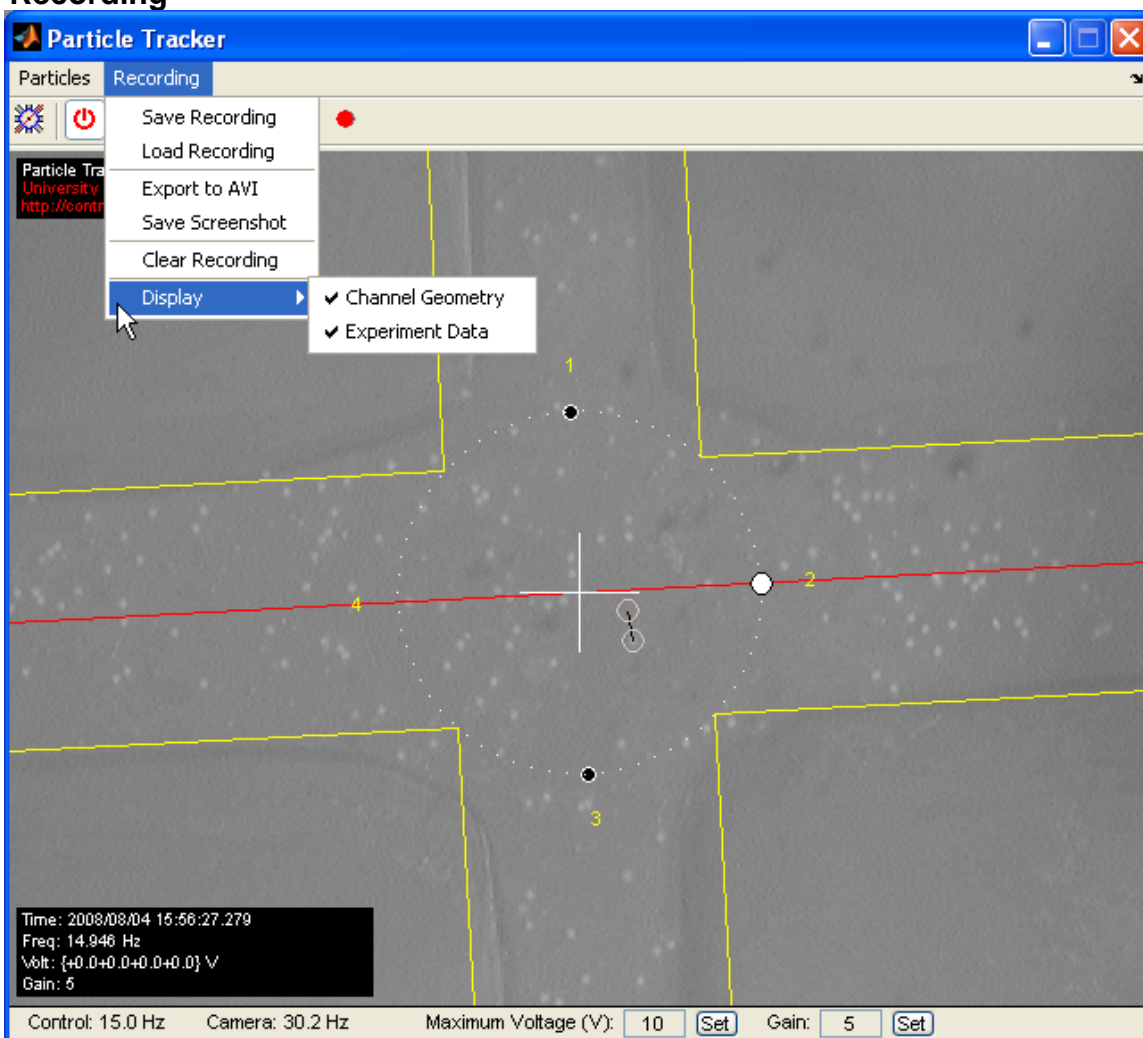 Recording
Particle Tracker
Particles Recording
Save Recording
Load Recording
Export to AVI
Save Screenshot
Clear Recording
Display
Channel Geometry
Experiment Data
Particle
University
1
2
4
3
Time: 2008/08/04 15:56:27.279
Freq: 14.946 Hz
Volt: {+0.0+0.0+0.0+0.0} V
Gain: 5
Control: 15.0 Hz Camera: 30.2 Hz Maximum Voltage (V): 10 Set Gain: 5 Set